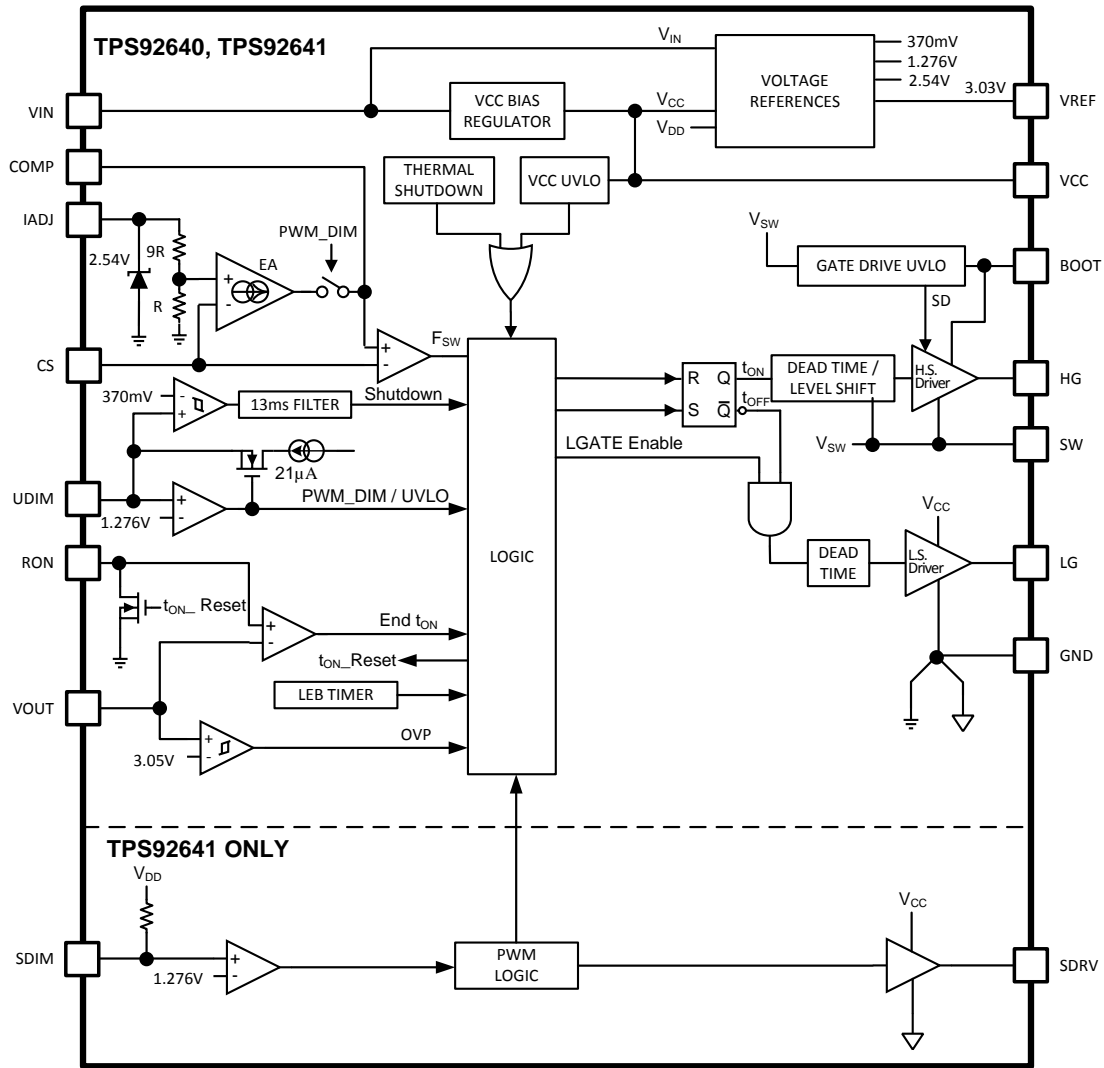 TPS92640, TPS92641
VIN
COMP
IADJ
CS
UDIM
RON
VOUT
SDIM
VIN
VCC BIAS
REGULATOR
VCC
VDD
VOLTAGE
REFERENCES
370mV
1.276V
2.54V
3.03V
VREF
VCC
BOOT
HG
SW
LG
GND
SDRV
THERMAL
SHUTDOWN
VCC UVLO
2.54V
9R
R
+
-
EA
PWM_DIM
+
-
FSW
VSW
GATE DRIVE UVLO
SD
370mV
-
+
13ms FILTER
Shutdown
R Q
S Q̅
tON
tOFF
DEAD TIME /
LEVEL SHIFT
H.S.
Driver
VSW
LGATE Enable
21μA
+
-
1.276V
PWM_DIM / UVLO
LOGIC
VCC
DEAD
TIME
L.S.
Driver
tON_ Reset
+
-
End tON
tON_Reset
LEB TIMER
+
-
3.05V
OVP
TPS92641 ONLY
VDD
+
-
1.276V
PWM
LOGIC
VCC